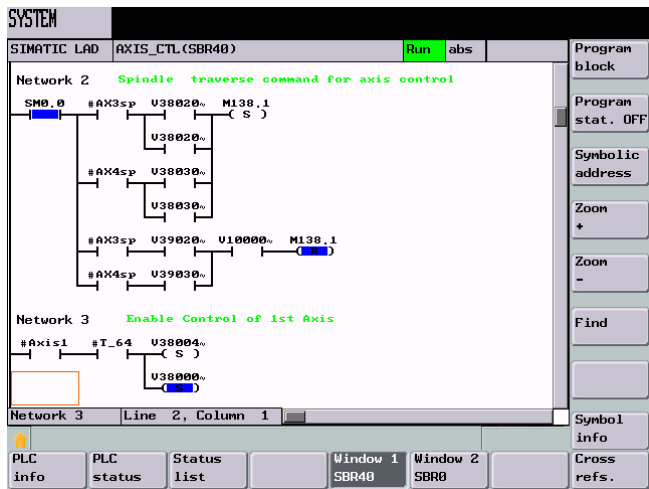 SYSTEM
SIMATIC LAD AXIS_CTL(SBR40) Run abs
Network 2 Spindle traverse command for axis control
SM0.0 #AX3sp V38020~ M138.1
( S )
V38020~
#AX4sp V38030~
V38030~
#AX3sp V39020~ V10000~ M138.1
( R )
#AX4sp V39030~
Network 3 Enable Control of 1st Axis
#Axis1 #T_64 V38004~
( S )
V38000~
( S )
Network 3 Line 2, Column 1
Program
block
Program
stat. OFF
Symbolic
address
Zoom
+
Zoom
-
Find
Symbol
info
PLC
info
PLC
status
Status
list
Window 1
SBR40
Window 2
SBR0
Cross
refs.